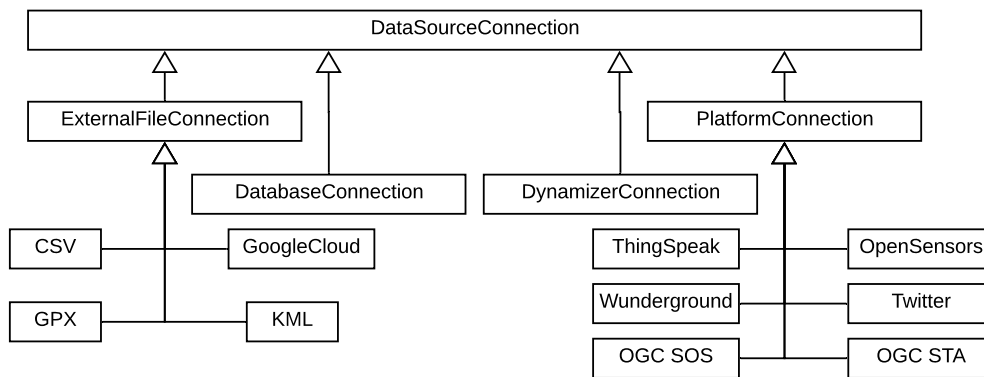 DataSourceConnection
ExternalFileConnection
PlatformConnection
DatabaseConnection
DynamizerConnection
CSV
GoogleCloud
ThingSpeak
OpenSensors
Wunderground
Twitter
GPX
KML
OGC SOS
OGC STA